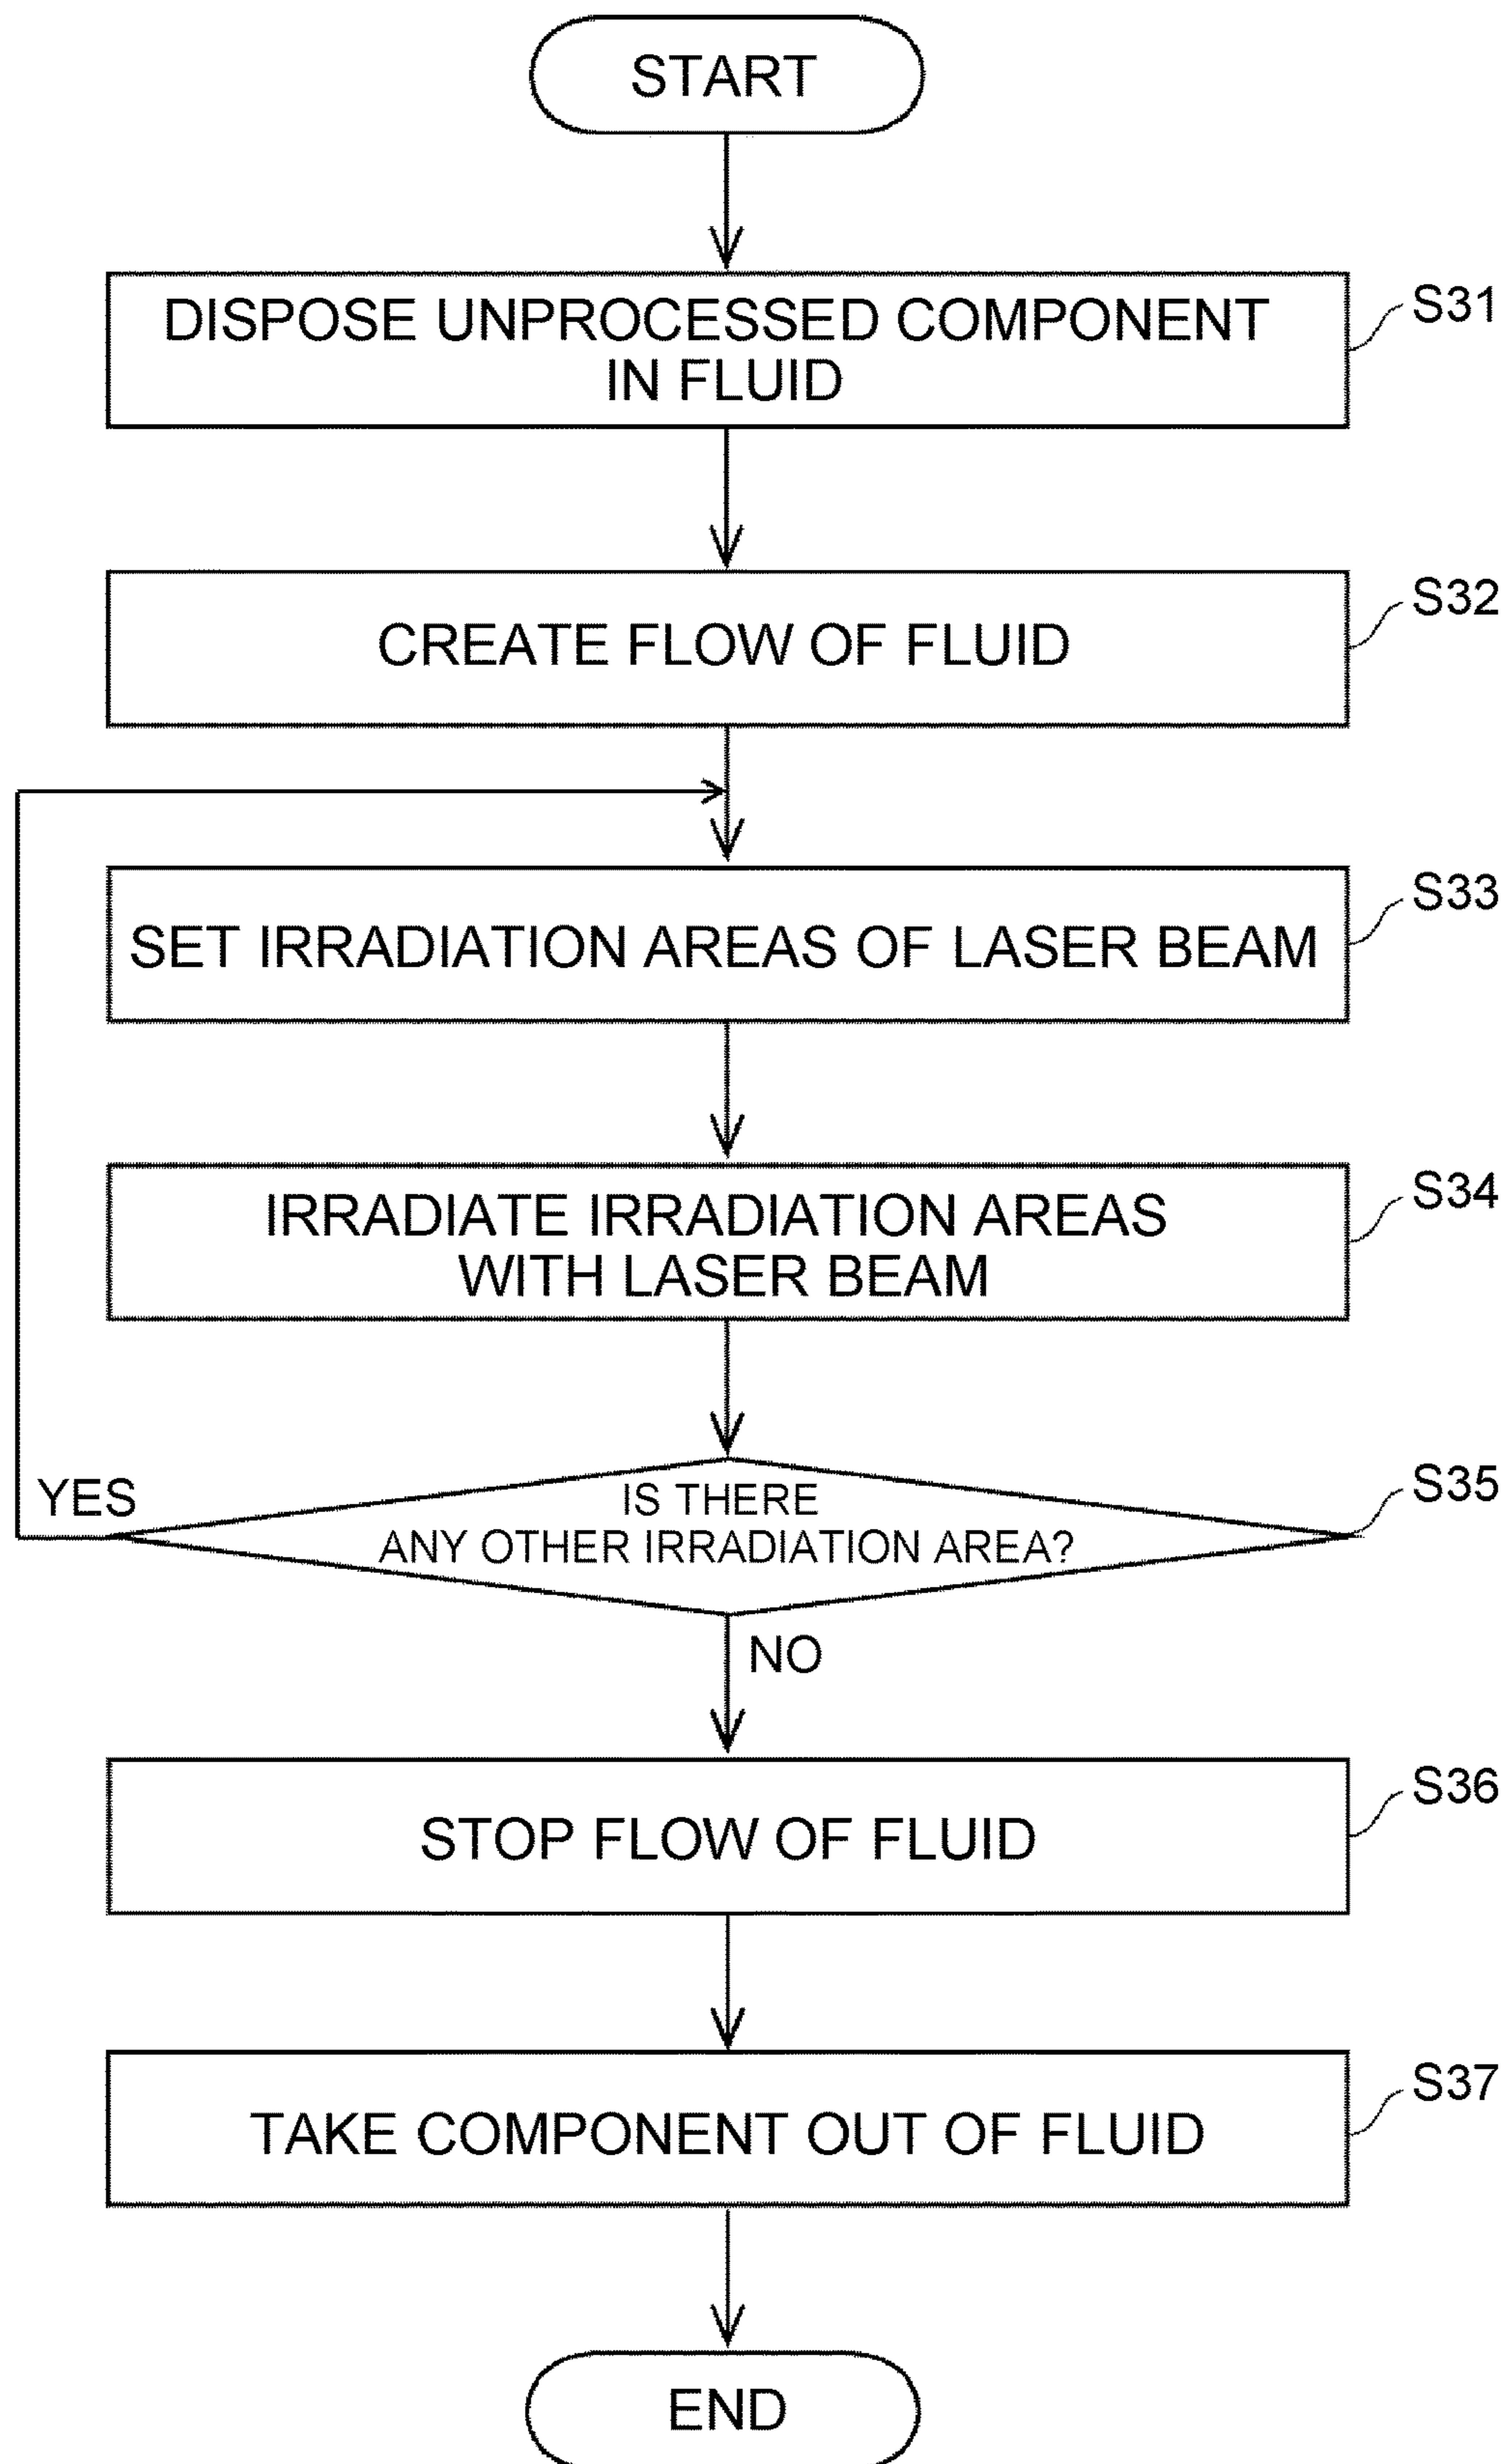 START
DISPOSE UNPROCESSED COMPONENT
IN FLUID
S31
CREATE FLOW OF FLUID
S32
SET IRRADIATION AREAS OF LASER BEAM
S33
IRRADIATE IRRADIATION AREAS
WITH LASER BEAM
S34
YES
IS THERE
ANY OTHER IRRADIATION AREA?
S35
NO
STOP FLOW OF FLUID
S36
TAKE COMPONENT OUT OF FLUID
S37
END